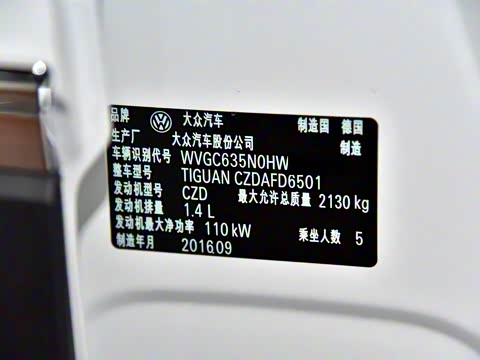 品牌 大众汽车 制造国 德国
生产厂 大众汽车股份公司 制造
车辆识别代号 WVGC635N0HW
整车型号 TIGUAN CZDAFD6501
发动机型号 CZD 最大允许总质量 2130 kg
发动机排量 1.4 L
发动机最大净功率 110 kW 乘坐人数 5
制造年月 2016.09